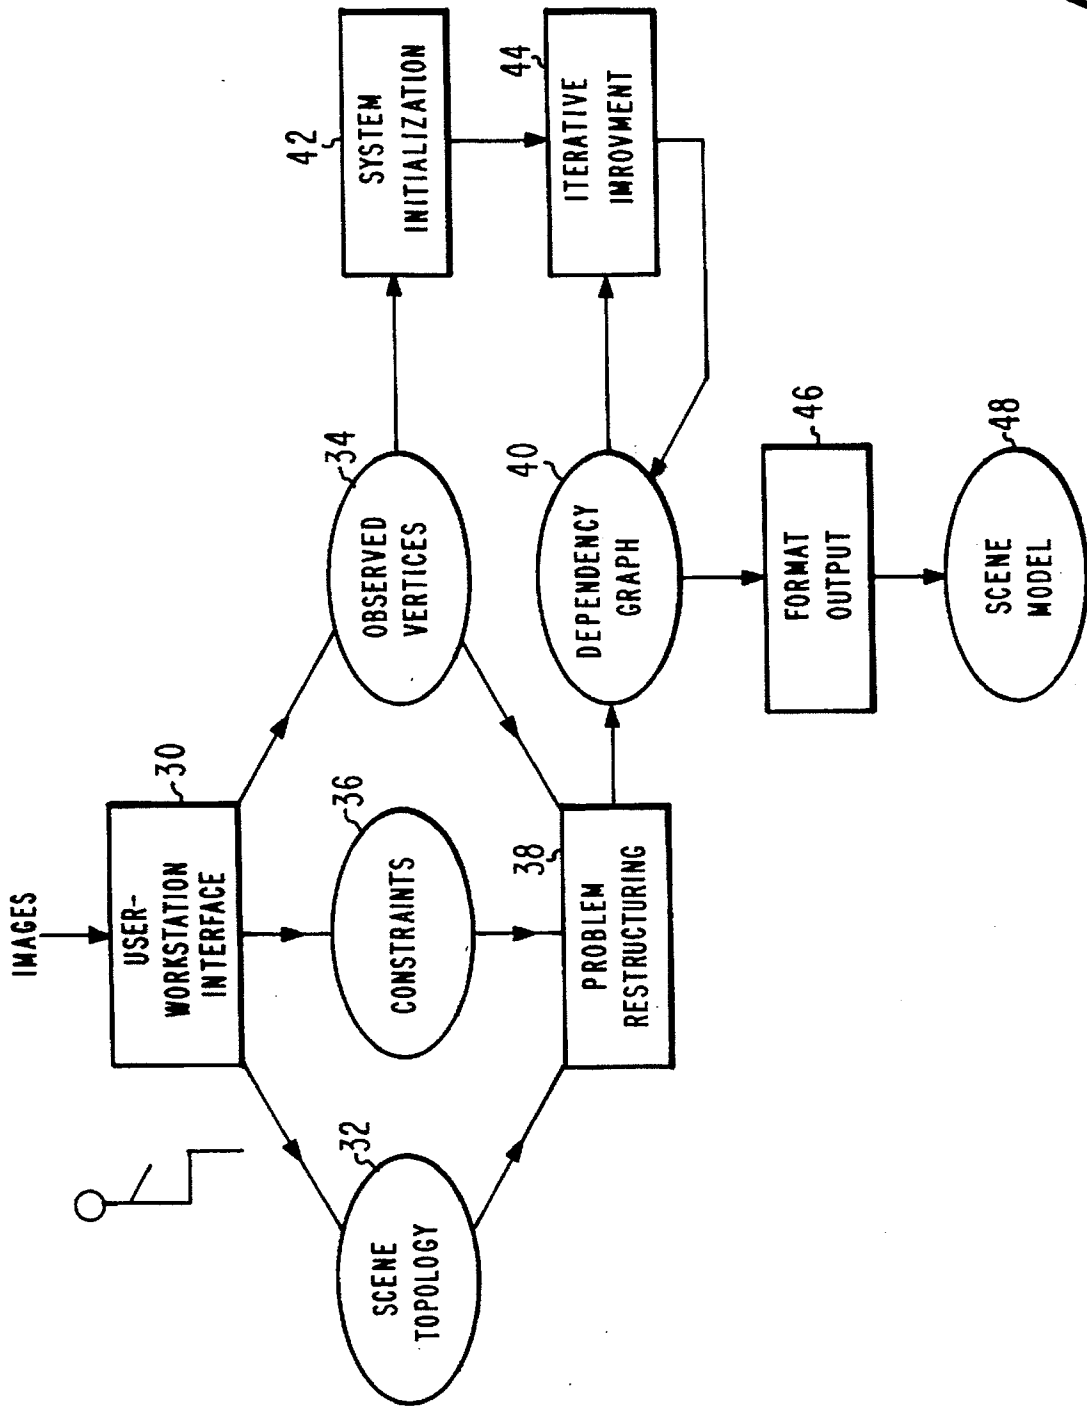 IMAGES
USER-
WORKSTATION
INTERFACE
30
SCENE
TOPOLOGY
32
CONSTRAINTS
36
OBSERVED
VERTICES
34
SYSTEM
INITIALIZATION
42
PROBLEM
RESTRUCTURING
38
DEPENDENCY
GRAPH
40
ITERATIVE
IMROVMENT
44
FORMAT
OUTPUT
46
SCENE
MODEL
48